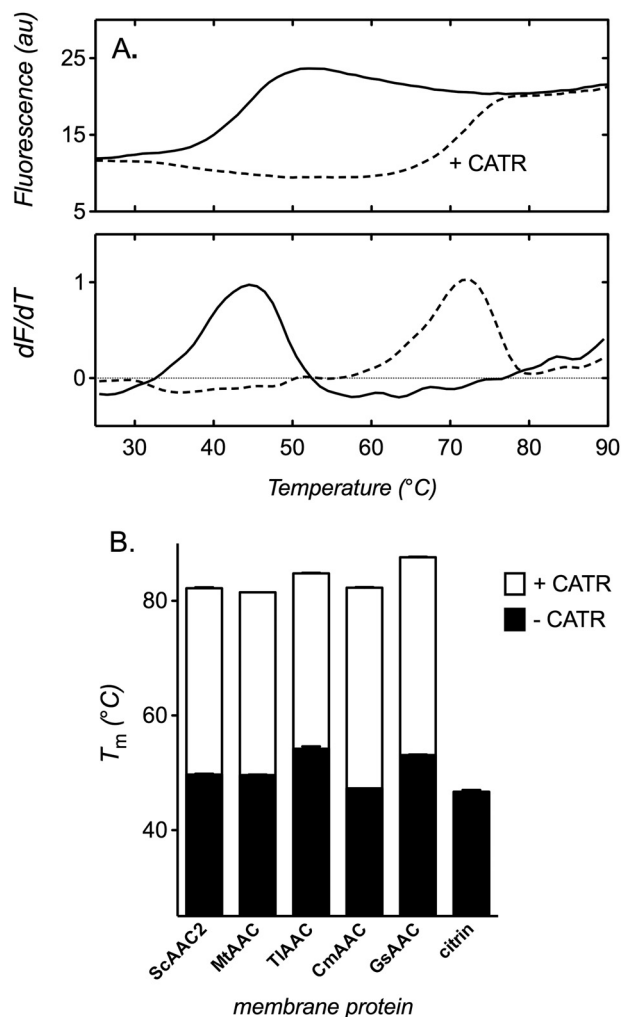 A.
Fluorescence (au)
25
15
5
+ CATR
dF/dT
1
0
30 40 50 60 70 80 90
Temperature (°C)
B.
+ CATR
- CATR
Tm (°C)
80
60
40
ScAAC2 MtAAC TlAAC CmAAC GsAAC citrin
membrane protein